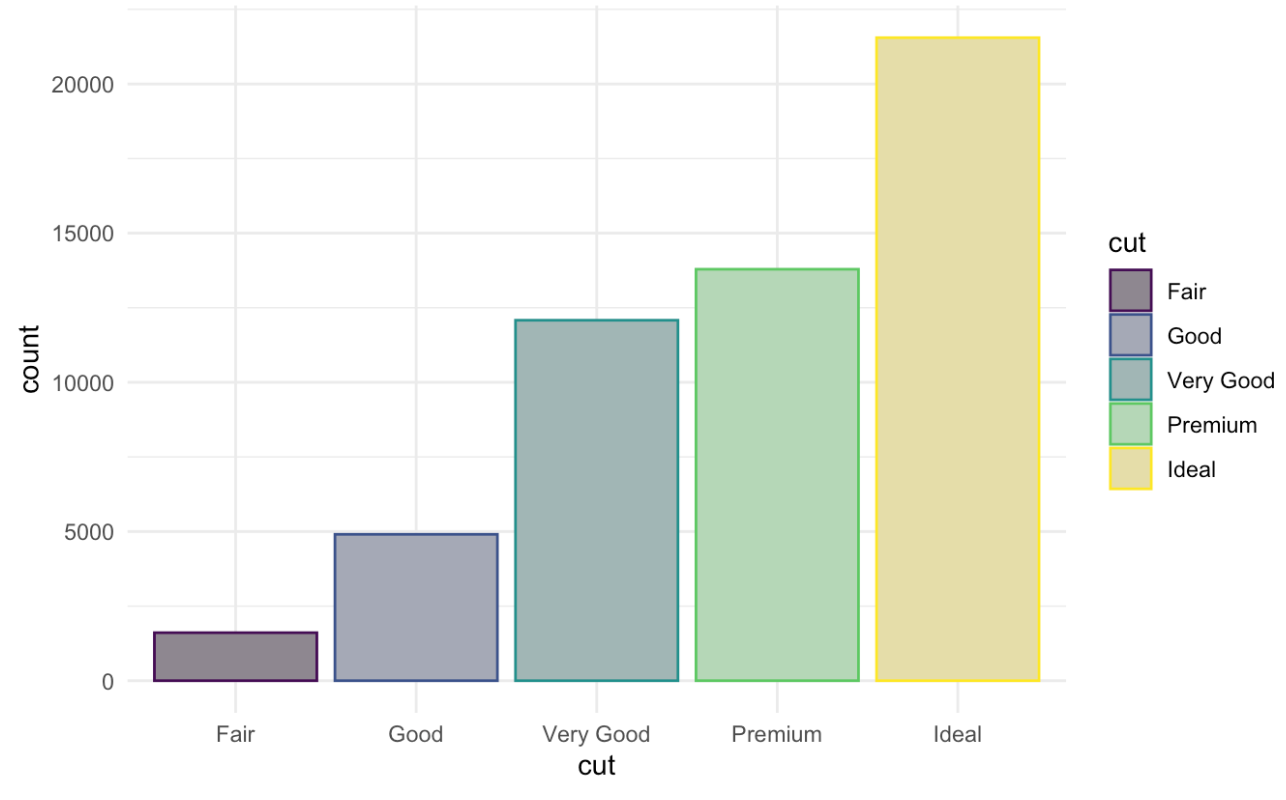 20000
15000
10000
5000
0
count
Fair
Good
Very Good
Premium
Ideal
cut
cut
Fair
Good
Very Good
Premium
Ideal